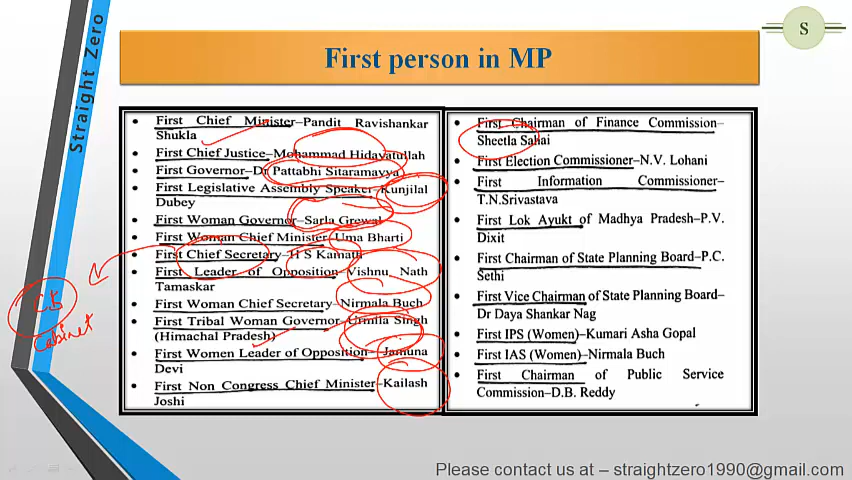 Straight Zero
S
First person in MP
• First Chief Minister–Pandit Ravishankar
Shukla
• First Chief Justice–Mohammad Hidayatullah
• First Governor–Dr Pattabhi Sitaramayya
• First Legislative Assembly Speaker–Kunjilal
Dubey
• First Woman Governor–Sarla Grewal
• First Woman Chief Minister Uma Bharti
• First Chief Secretary–H S Kamath
• First Leader of Opposition–Vishnu Nath
Tamaskar
• First Woman Chief Secretary–Nirmala Buch
• First Tribal Woman Governor–Urmila Singh
(Himachal Pradesh)
• First Women Leader of Opposition– Jamuna
Devi
• First Non Congress Chief Minister–Kailash
Joshi
• First Chairman of Finance Commission–
Sheetla Sahai
• First Election Commissioner–N.V. Lohani
• First Information Commissioner–
T.N.Srivastava
• First Lok Ayukt of Madhya Pradesh–P.V.
Dixit
• First Chairman of State Planning Board–P.C.
Sethi
• First Vice Chairman of State Planning Board–
Dr Daya Shankar Nag
• First IPS (Women)–Kumari Asha Gopal
• First IAS (Women)–Nirmala Buch
• First Chairman of Public Service
Commission–D.B. Reddy
Cabinet
Please contact us at – straightzero1990@gmail.com